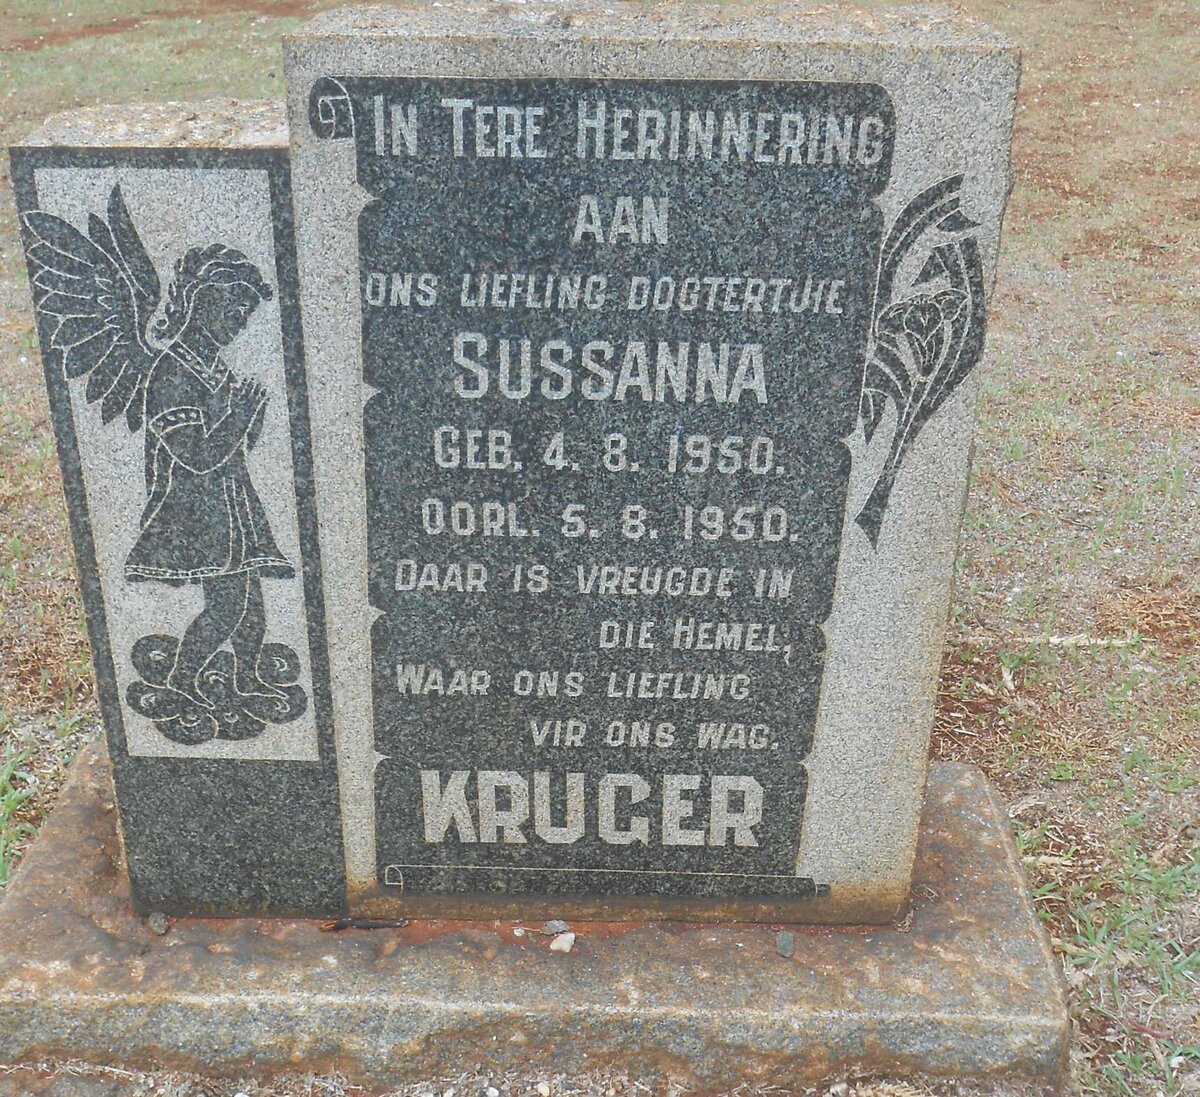 IN TERE HERINNERING
AAN
ONS LIEFLING DOGTERTJIE
SUSSANNA
GEB. 4. 8. 1950.
OORL. 5. 8. 1950.
DAAR IS VREUGDE IN
DIE HEMEL,
WAAR ONS LIEFLING
VIR ONS WAG.
KRUGER